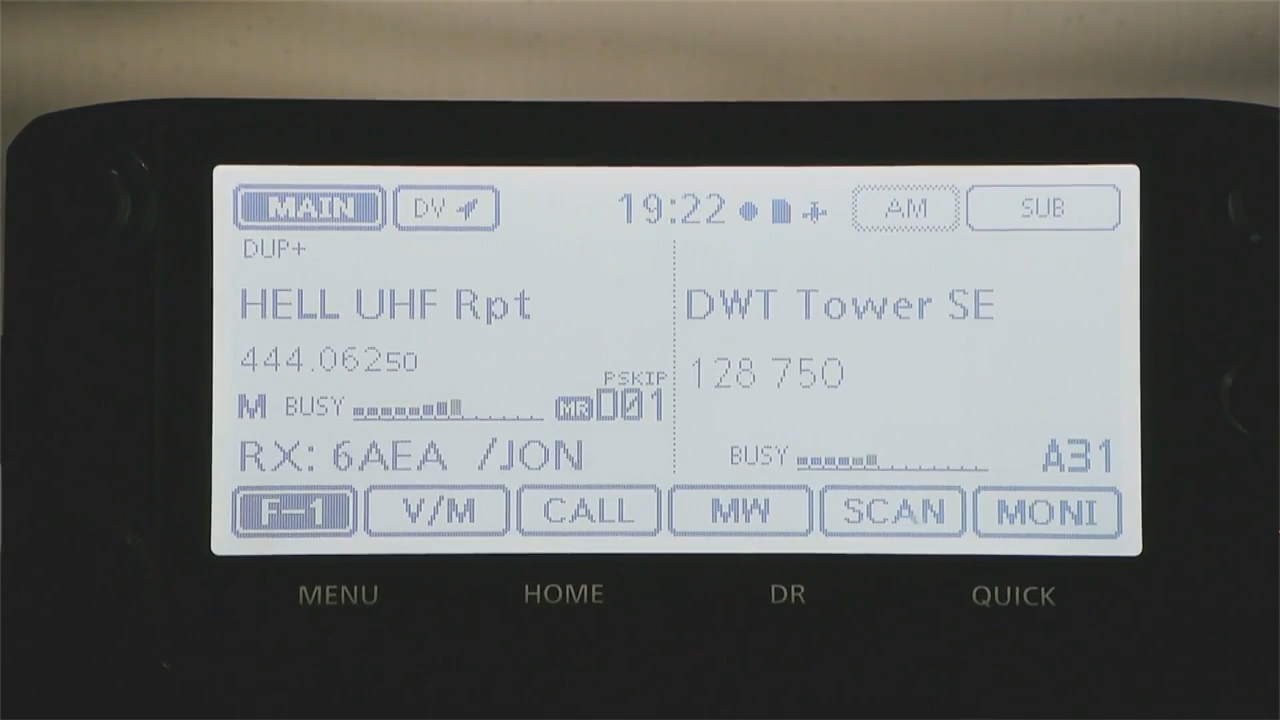 MAIN DV 19:22 AM SUB
DUP+
HELL UHF Rpt DWT Tower SE
444.06250 128 750
PSKIP
M BUSY MR 001
RX: 6AEA /JON BUSY A31
F-1 V/M CALL MW SCAN MONI
MENU HOME DR QUICK